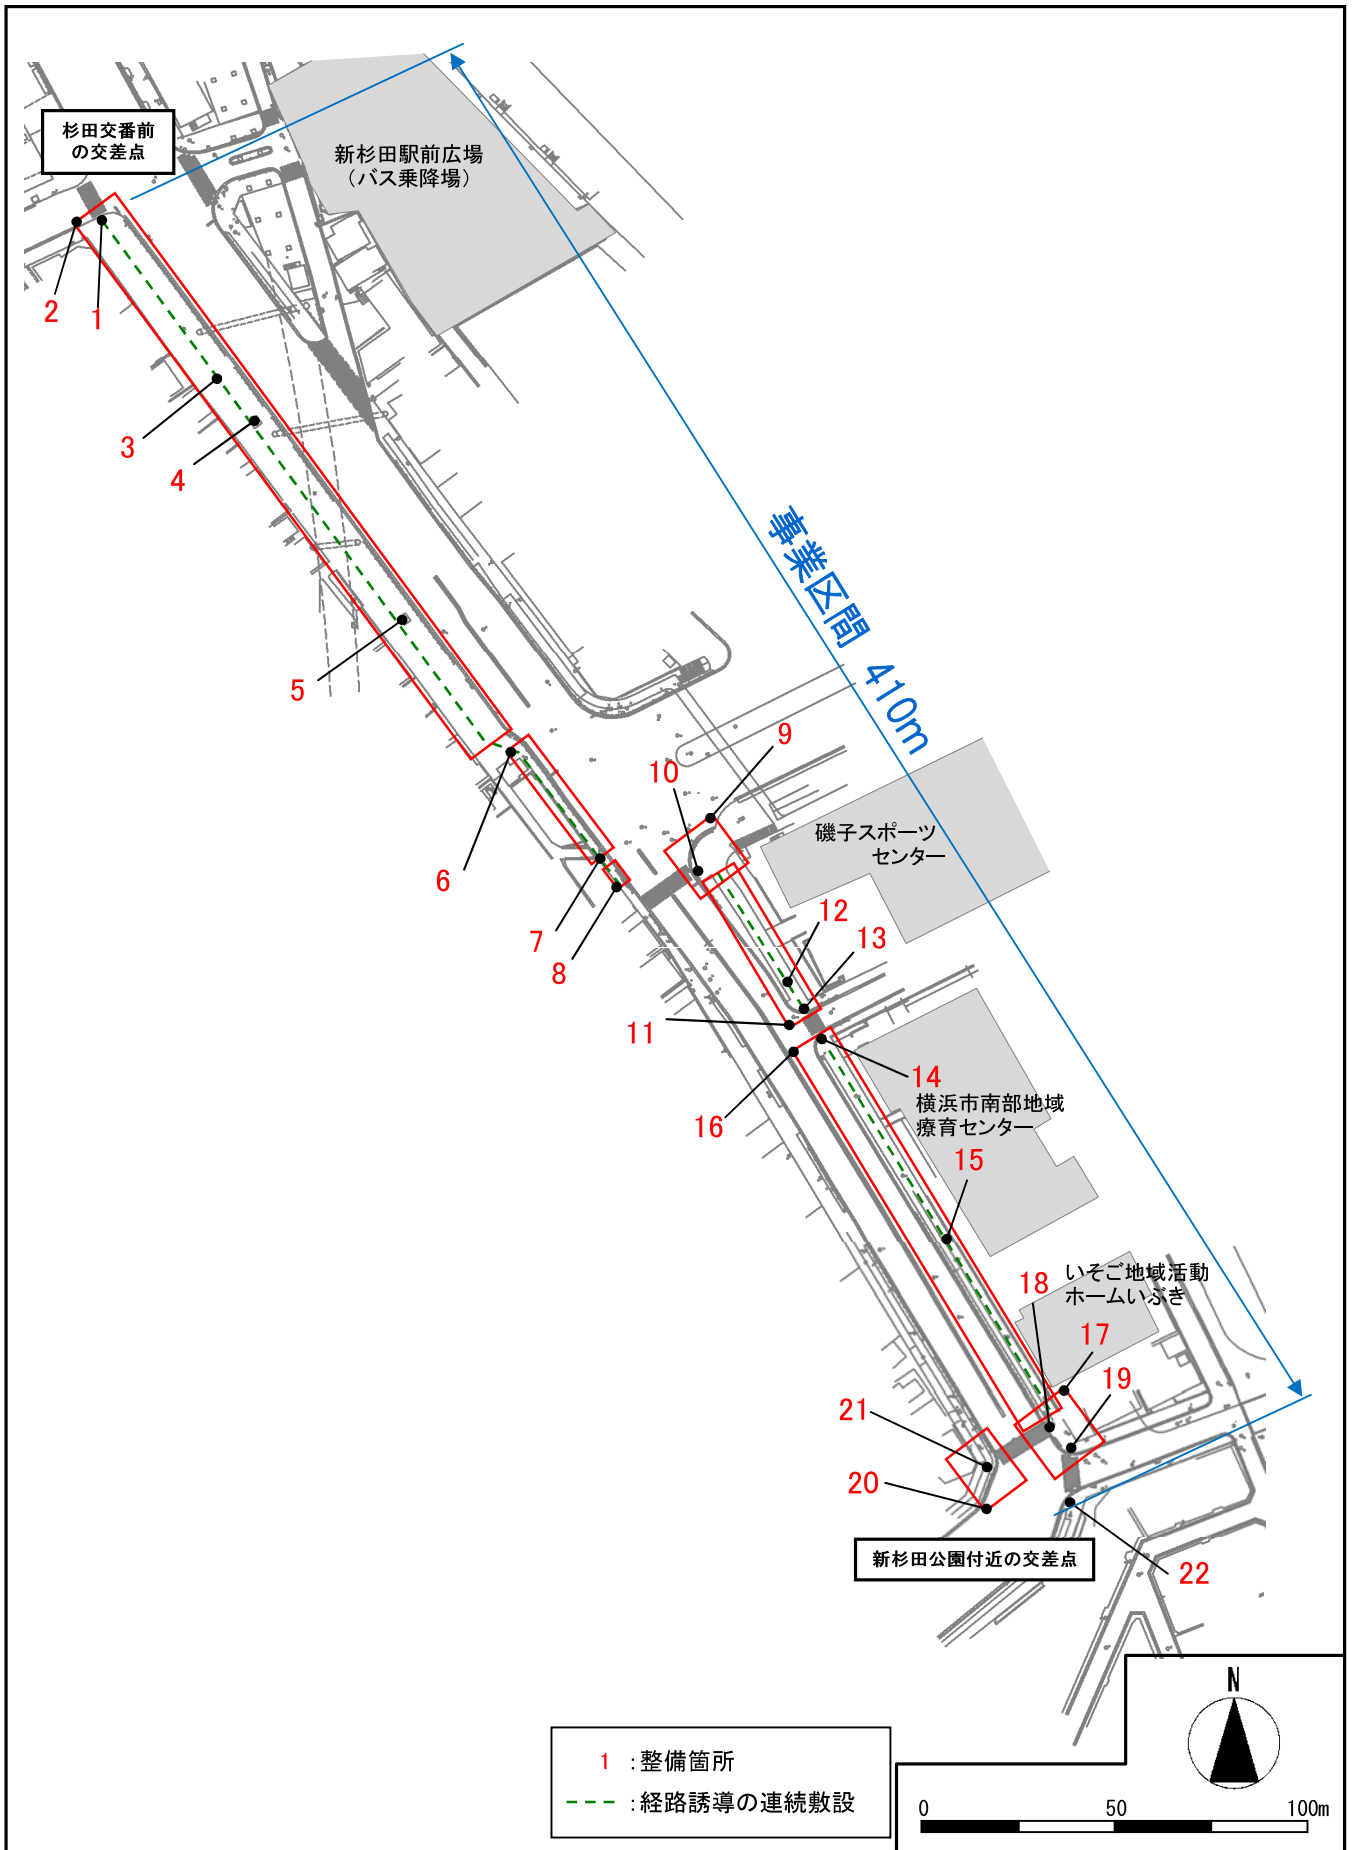 杉田交番前
の交差点
新杉田駅前広場
（バス乗降場）
2
1
3
4
5
事業区間 410m
9
10
磯子スポーツ
センター
6
12
13
7
8
11
14
横浜市南部地域
療育センター
16
15
18
いそご地域活動
ホームいぶき
17
19
21
20
新杉田公園付近の交差点
22
N
1 :整備箇所
:経路誘導の連続敷設
0 50 100m